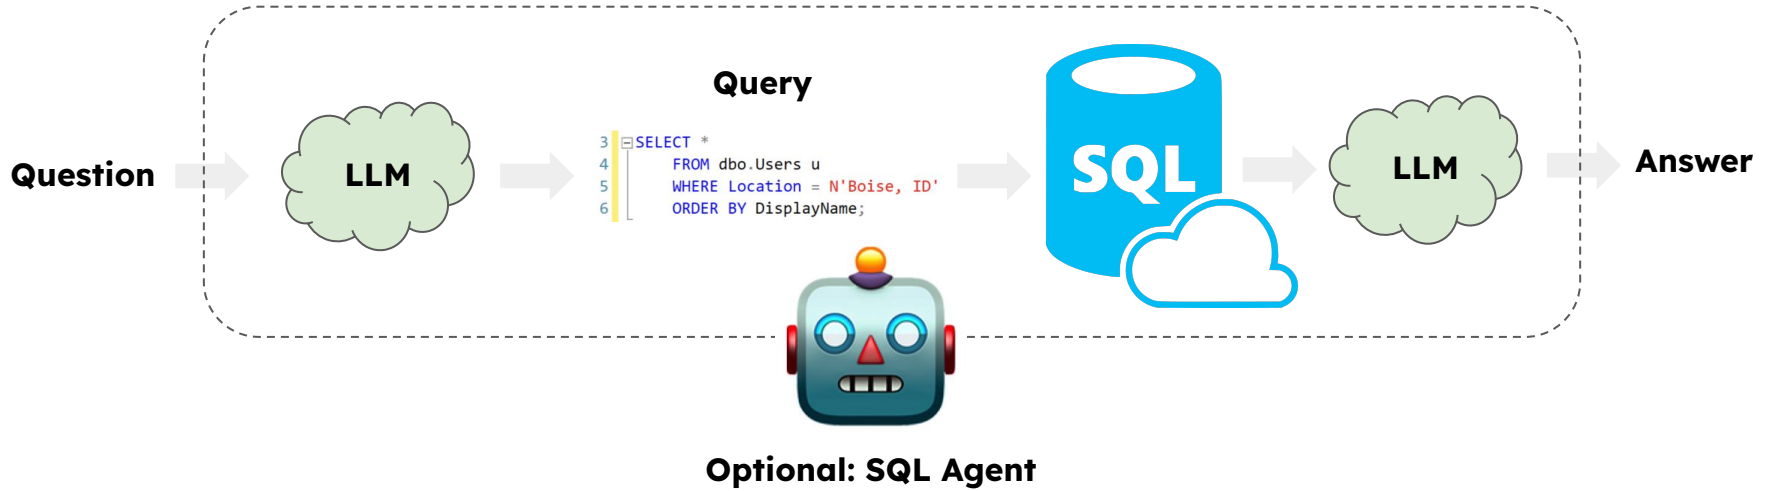 Question
LLM
Query
3 SELECT *
4 FROM dbo.Users u
5 WHERE Location = N'Boise, ID'
6 ORDER BY DisplayName;
SQL
LLM
Answer
Optional: SQL Agent